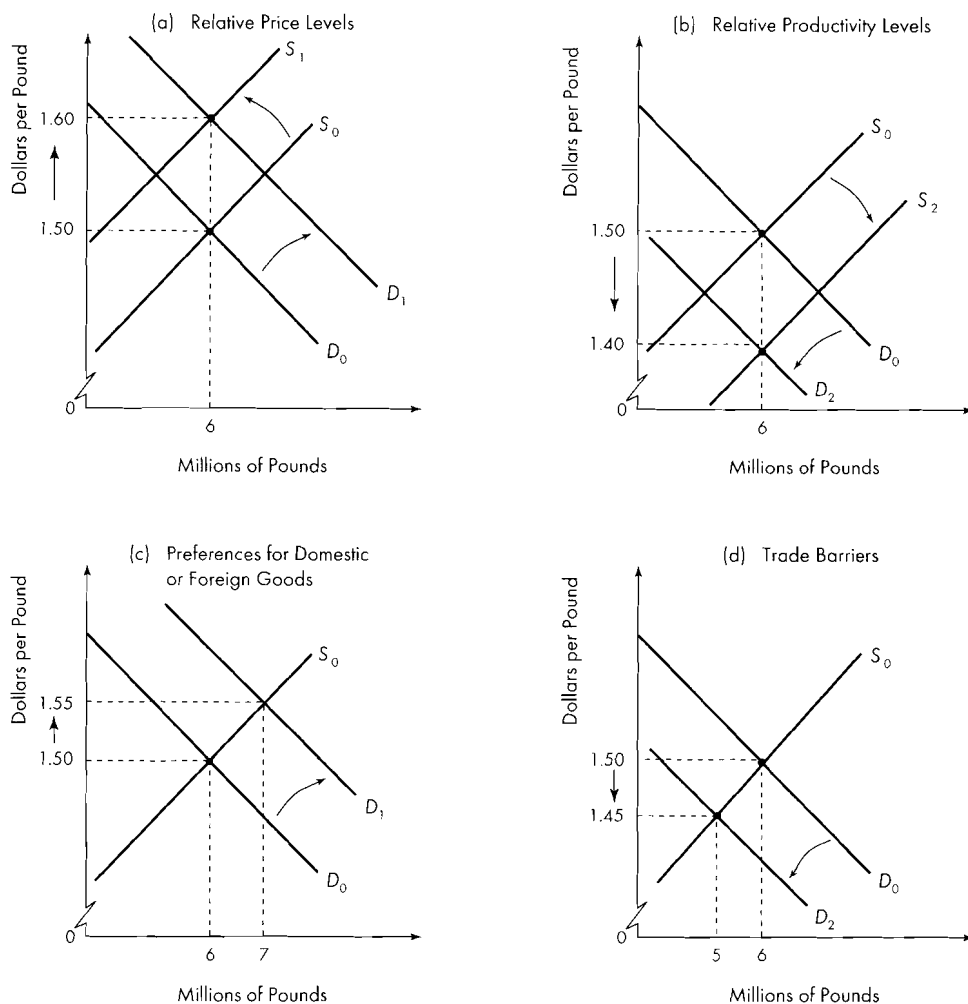 (a) Relative Price Levels
Dollars per Pound
1.60
1.50
0
S1
S0
D1
D0
6
Millions of Pounds
(b) Relative Productivity Levels
Dollars per Pound
1.50
1.40
0
S0
S2
D0
D2
6
Millions of Pounds
(c) Preferences for Domestic
or Foreign Goods
Dollars per Pound
1.55
1.50
0
S0
D1
D0
6 7
Millions of Pounds
(d) Trade Barriers
Dollars per Pound
1.50
1.45
0
S0
D0
D2
5 6
Millions of Pounds